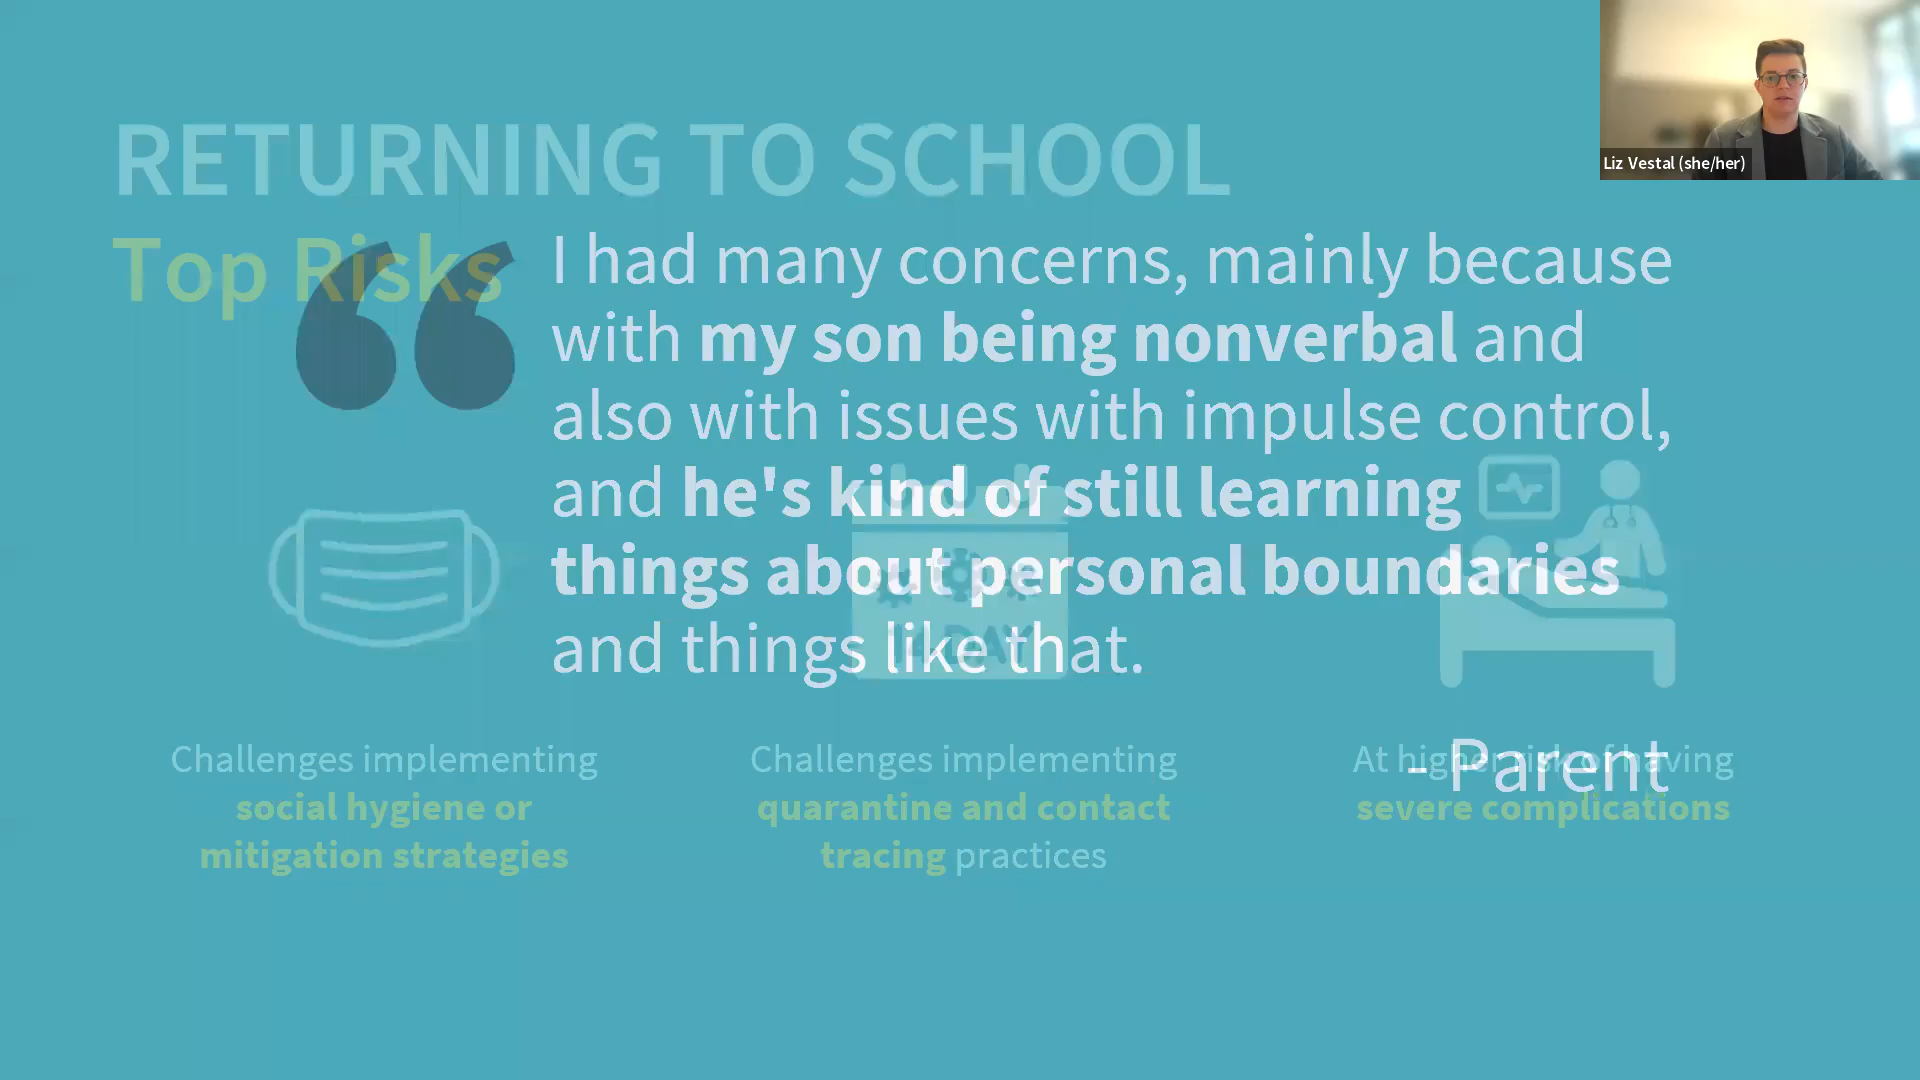 Liz Vestal (she/her)
RETURNING TO SCHOOL
Top Risks
“
I had many concerns, mainly because
with my son being nonverbal and
also with issues with impulse control,
and he's kind of still learning
things about personal boundaries
and things like that.
- Parent
14 DAY
Challenges implementing
social hygiene or
mitigation strategies
Challenges implementing
quarantine and contact
tracing practices
At higher risk of having
severe complications